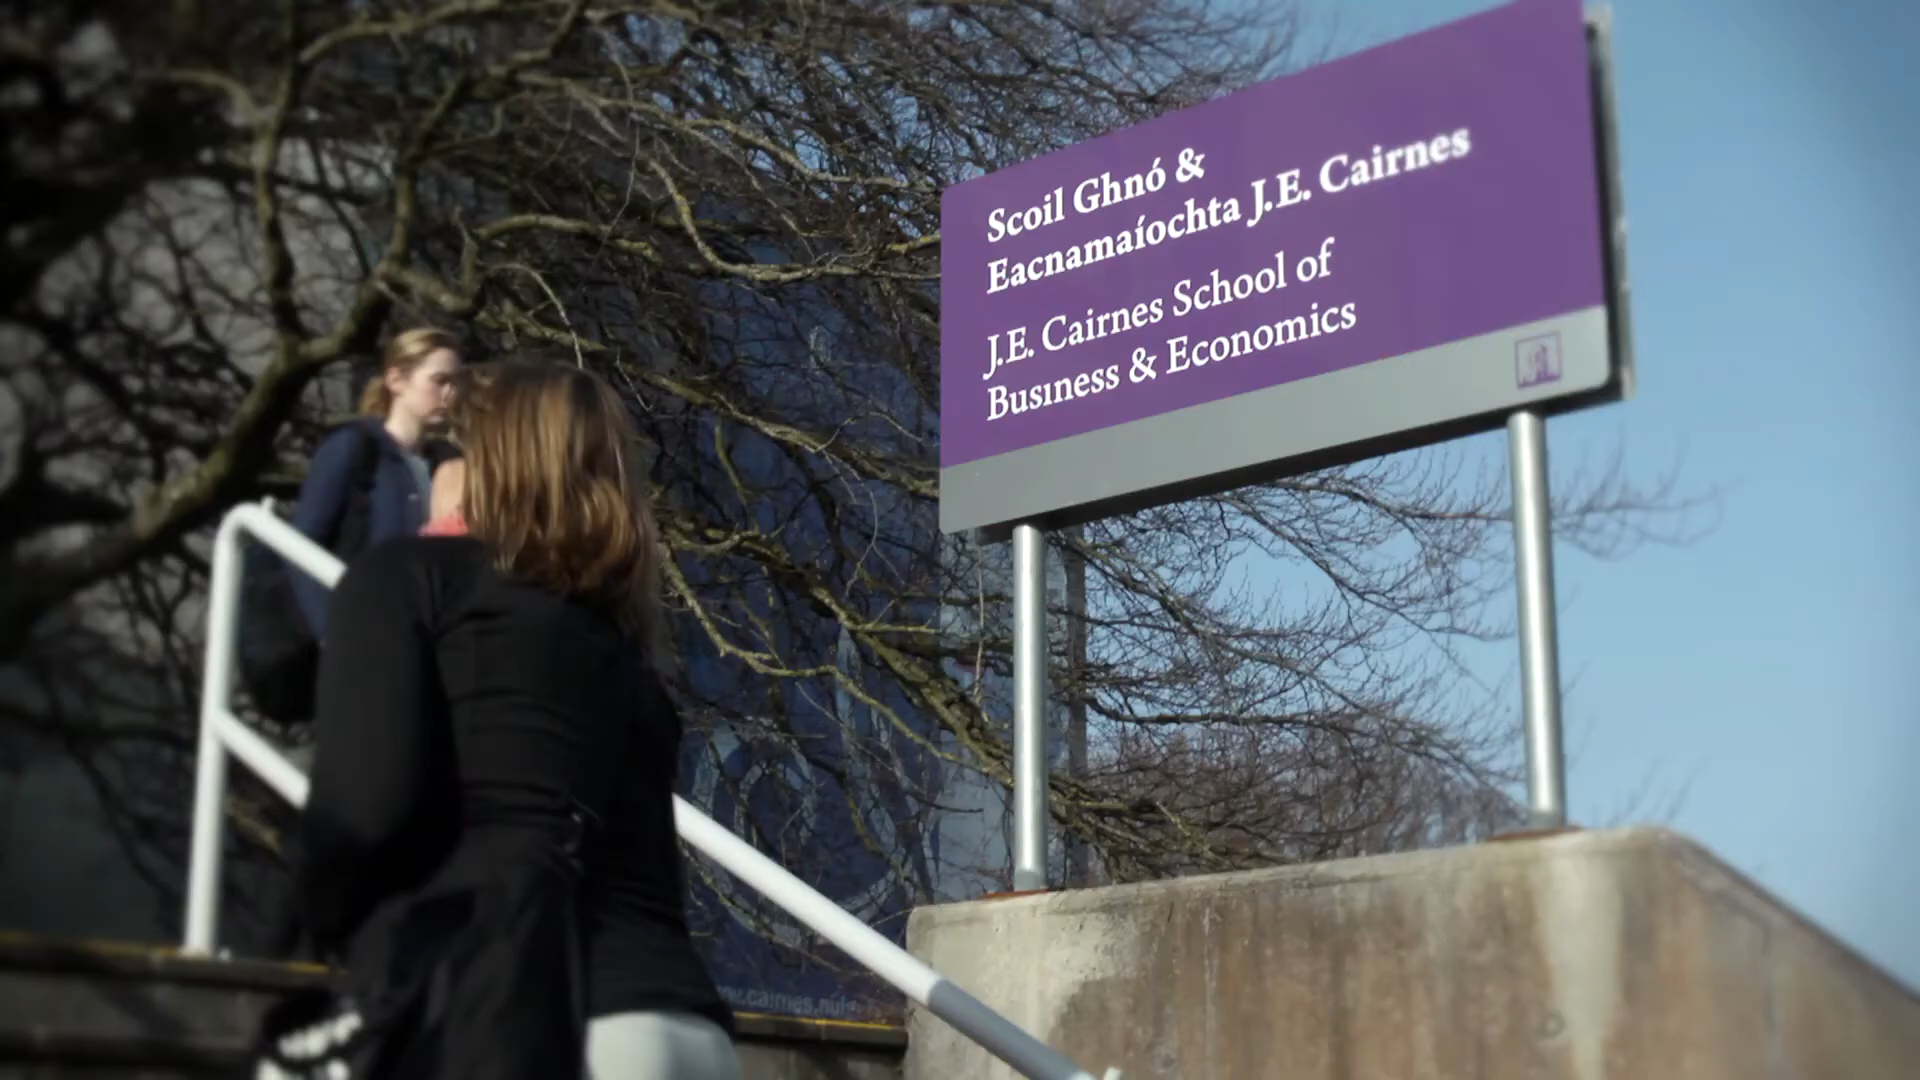 Scoil Ghnó &
Eacnamaíochta J.E. Cairnes
J.E. Cairnes School of
Business & Economics